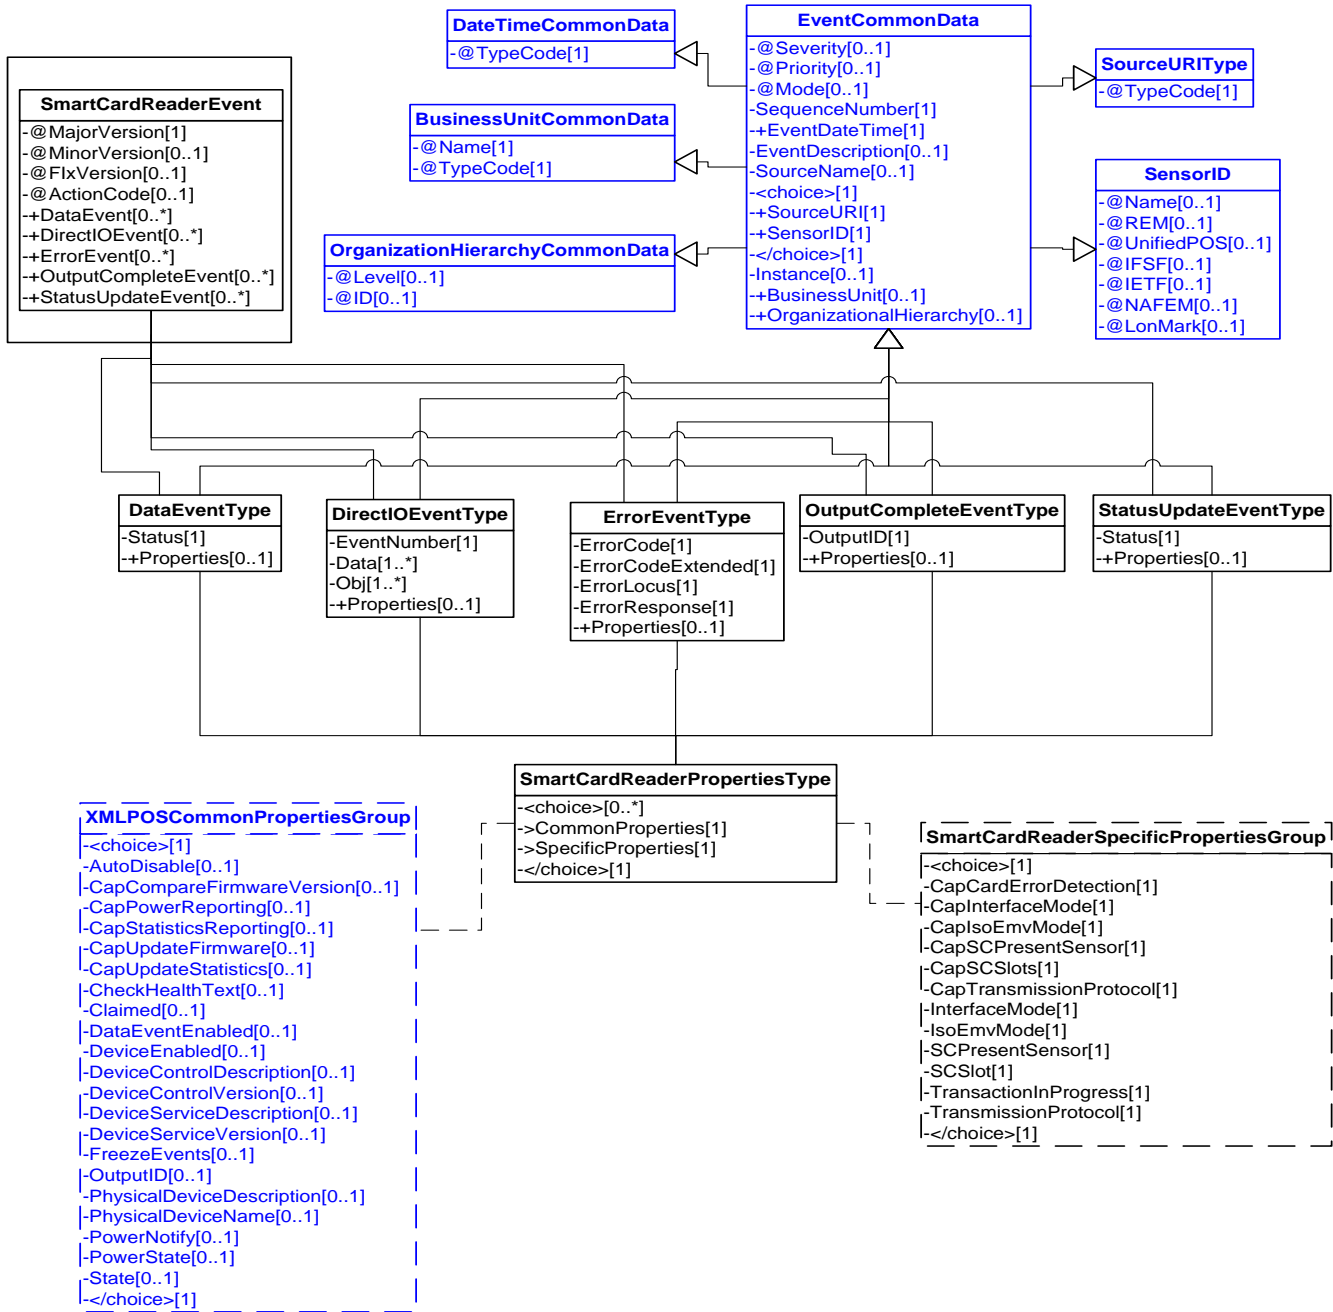 DateTimeCommonData
-@TypeCode[1]
EventCommonData
-@Severity[0..1]
-@Priority[0..1]
-@Mode[0..1]
-SequenceNumber[1]
-+EventDateTime[1]
-EventDescription[0..1]
-SourceName[0..1]
-<choice>[1]
-+SourceURI[1]
-+SensorID[1]
-</choice>[1]
-Instance[0..1]
-+BusinessUnit[0..1]
-+OrganizationalHierarchy[0..1]
SourceURIType
-@TypeCode[1]
SmartCardReaderEvent
-@MajorVersion[1]
-@MinorVersion[0..1]
-@FIxVersion[0..1]
-@ActionCode[0..1]
-+DataEvent[0..*]
-+DirectIOEvent[0..*]
-+ErrorEvent[0..*]
-+OutputCompleteEvent[0..*]
-+StatusUpdateEvent[0..*]
BusinessUnitCommonData
-@Name[1]
-@TypeCode[1]
SensorID
-@Name[0..1]
-@REM[0..1]
-@UnifiedPOS[0..1]
-@IFSF[0..1]
-@IETF[0..1]
-@NAFEM[0..1]
-@LonMark[0..1]
OrganizationHierarchyCommonData
-@Level[0..1]
-@ID[0..1]
DataEventType
-Status[1]
-+Properties[0..1]
DirectIOEventType
-EventNumber[1]
-Data[1..*]
-Obj[1..*]
-+Properties[0..1]
ErrorEventType
-ErrorCode[1]
-ErrorCodeExtended[1]
-ErrorLocus[1]
-ErrorResponse[1]
-+Properties[0..1]
OutputCompleteEventType
-OutputID[1]
-+Properties[0..1]
StatusUpdateEventType
-Status[1]
-+Properties[0..1]
SmartCardReaderPropertiesType
-<choice>[0..*]
->CommonProperties[1]
->SpecificProperties[1]
-</choice>[1]
XMLPOSCommonPropertiesGroup
-<choice>[1]
-AutoDisable[0..1]
-CapCompareFirmwareVersion[0..1]
-CapPowerReporting[0..1]
-CapStatisticsReporting[0..1]
-CapUpdateFirmware[0..1]
-CapUpdateStatistics[0..1]
-CheckHealthText[0..1]
-Claimed[0..1]
-DataEventEnabled[0..1]
-DeviceEnabled[0..1]
-DeviceControlDescription[0..1]
-DeviceControlVersion[0..1]
-DeviceServiceDescription[0..1]
-DeviceServiceVersion[0..1]
-FreezeEvents[0..1]
-OutputID[0..1]
-PhysicalDeviceDescription[0..1]
-PhysicalDeviceName[0..1]
-PowerNotify[0..1]
-PowerState[0..1]
-State[0..1]
-</choice>[1]
SmartCardReaderSpecificPropertiesGroup
-<choice>[1]
-CapCardErrorDetection[1]
-CapInterfaceMode[1]
-CapIsoEmvMode[1]
-CapSCPresentSensor[1]
-CapSCSlots[1]
-CapTransmissionProtocol[1]
-InterfaceMode[1]
-IsoEmvMode[1]
-SCPresentSensor[1]
-SCSlot[1]
-TransactionInProgress[1]
-TransmissionProtocol[1]
-</choice>[1]